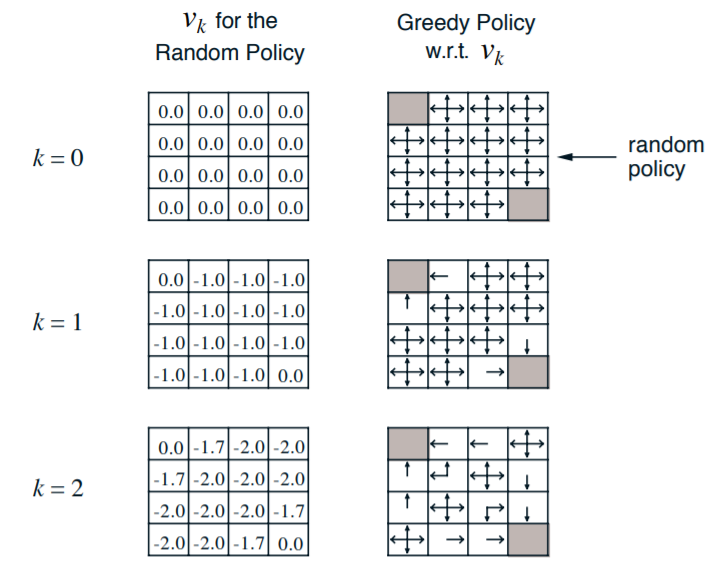 vk for the
Random Policy
Greedy Policy
w.r.t. vk
k = 0
0.0 0.0 0.0 0.0
0.0 0.0 0.0 0.0
0.0 0.0 0.0 0.0
0.0 0.0 0.0 0.0
random
policy
k = 1
0.0 -1.0 -1.0 -1.0
-1.0 -1.0 -1.0 -1.0
-1.0 -1.0 -1.0 -1.0
-1.0 -1.0 -1.0 0.0
k = 2
0.0 -1.7 -2.0 -2.0
-1.7 -2.0 -2.0 -2.0
-2.0 -2.0 -2.0 -1.7
-2.0 -2.0 -1.7 0.0